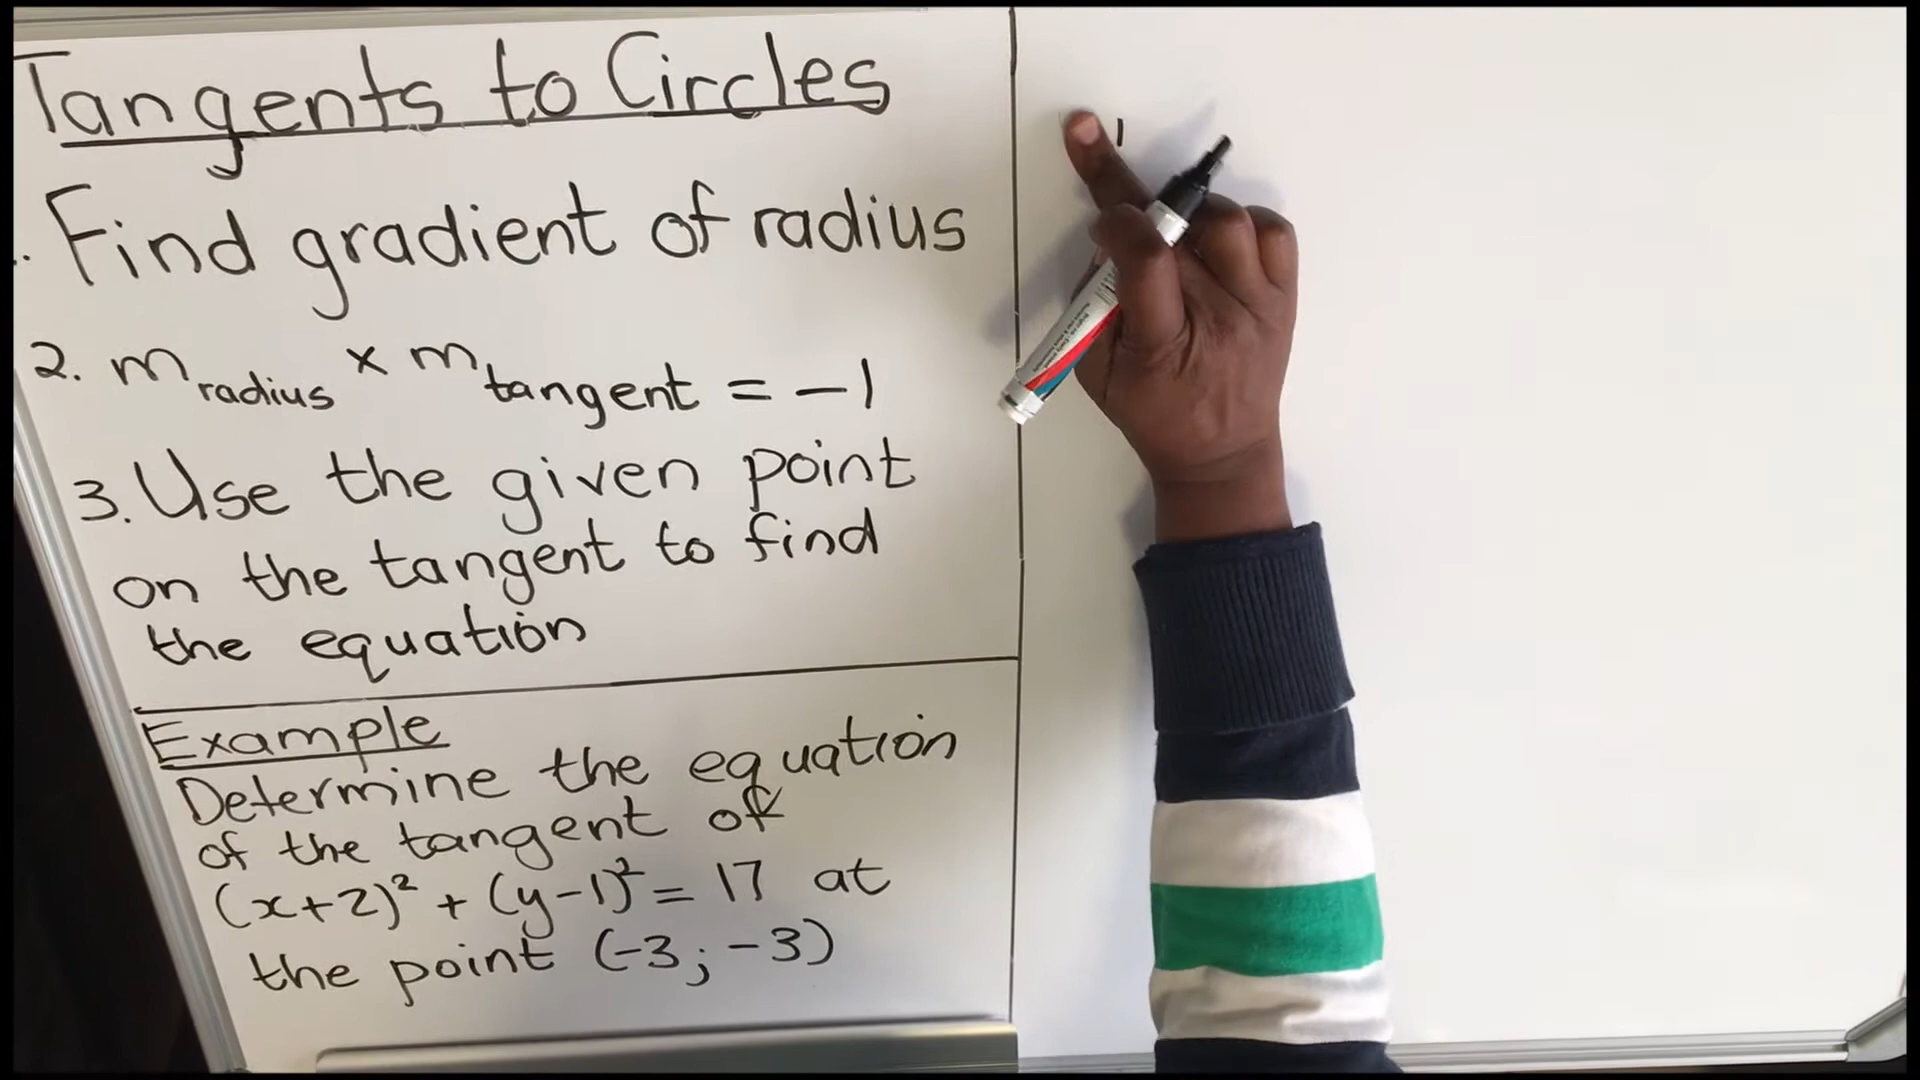 Tangents to Circles
. Find gradient of radius
2. m radius × m tangent = -1
3. Use the given point
on the tangent to find
the equation
Example
Determine the equation
of the tangent of
(x+2)² + (y-1)² = 17 at
the point (-3; -3)